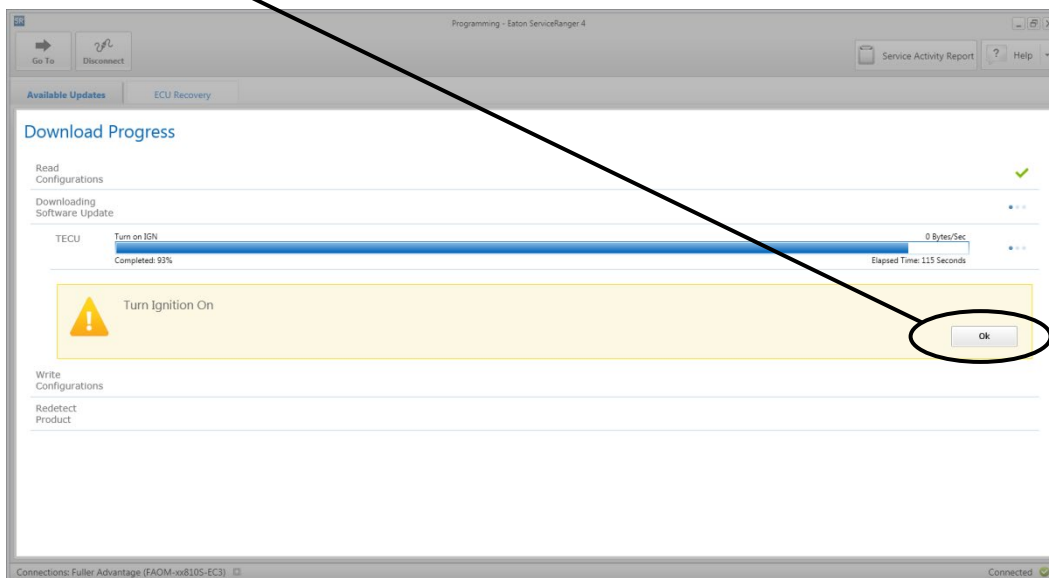 SR
Programming - Eaton ServiceRanger 4
Go To
Disconnect
Service Activity Report
? Help
Available Updates
ECU Recovery
Download Progress
Read
Configurations
Downloading
Software Update
TECU
Turn on IGN
0 Bytes/Sec
Completed: 93%
Elapsed Time: 115 Seconds
Turn Ignition On
Ok
Write
Configurations
Redetect
Product
Connections: Fuller Advantage (FAOM-xx810S-EC3)
Connected